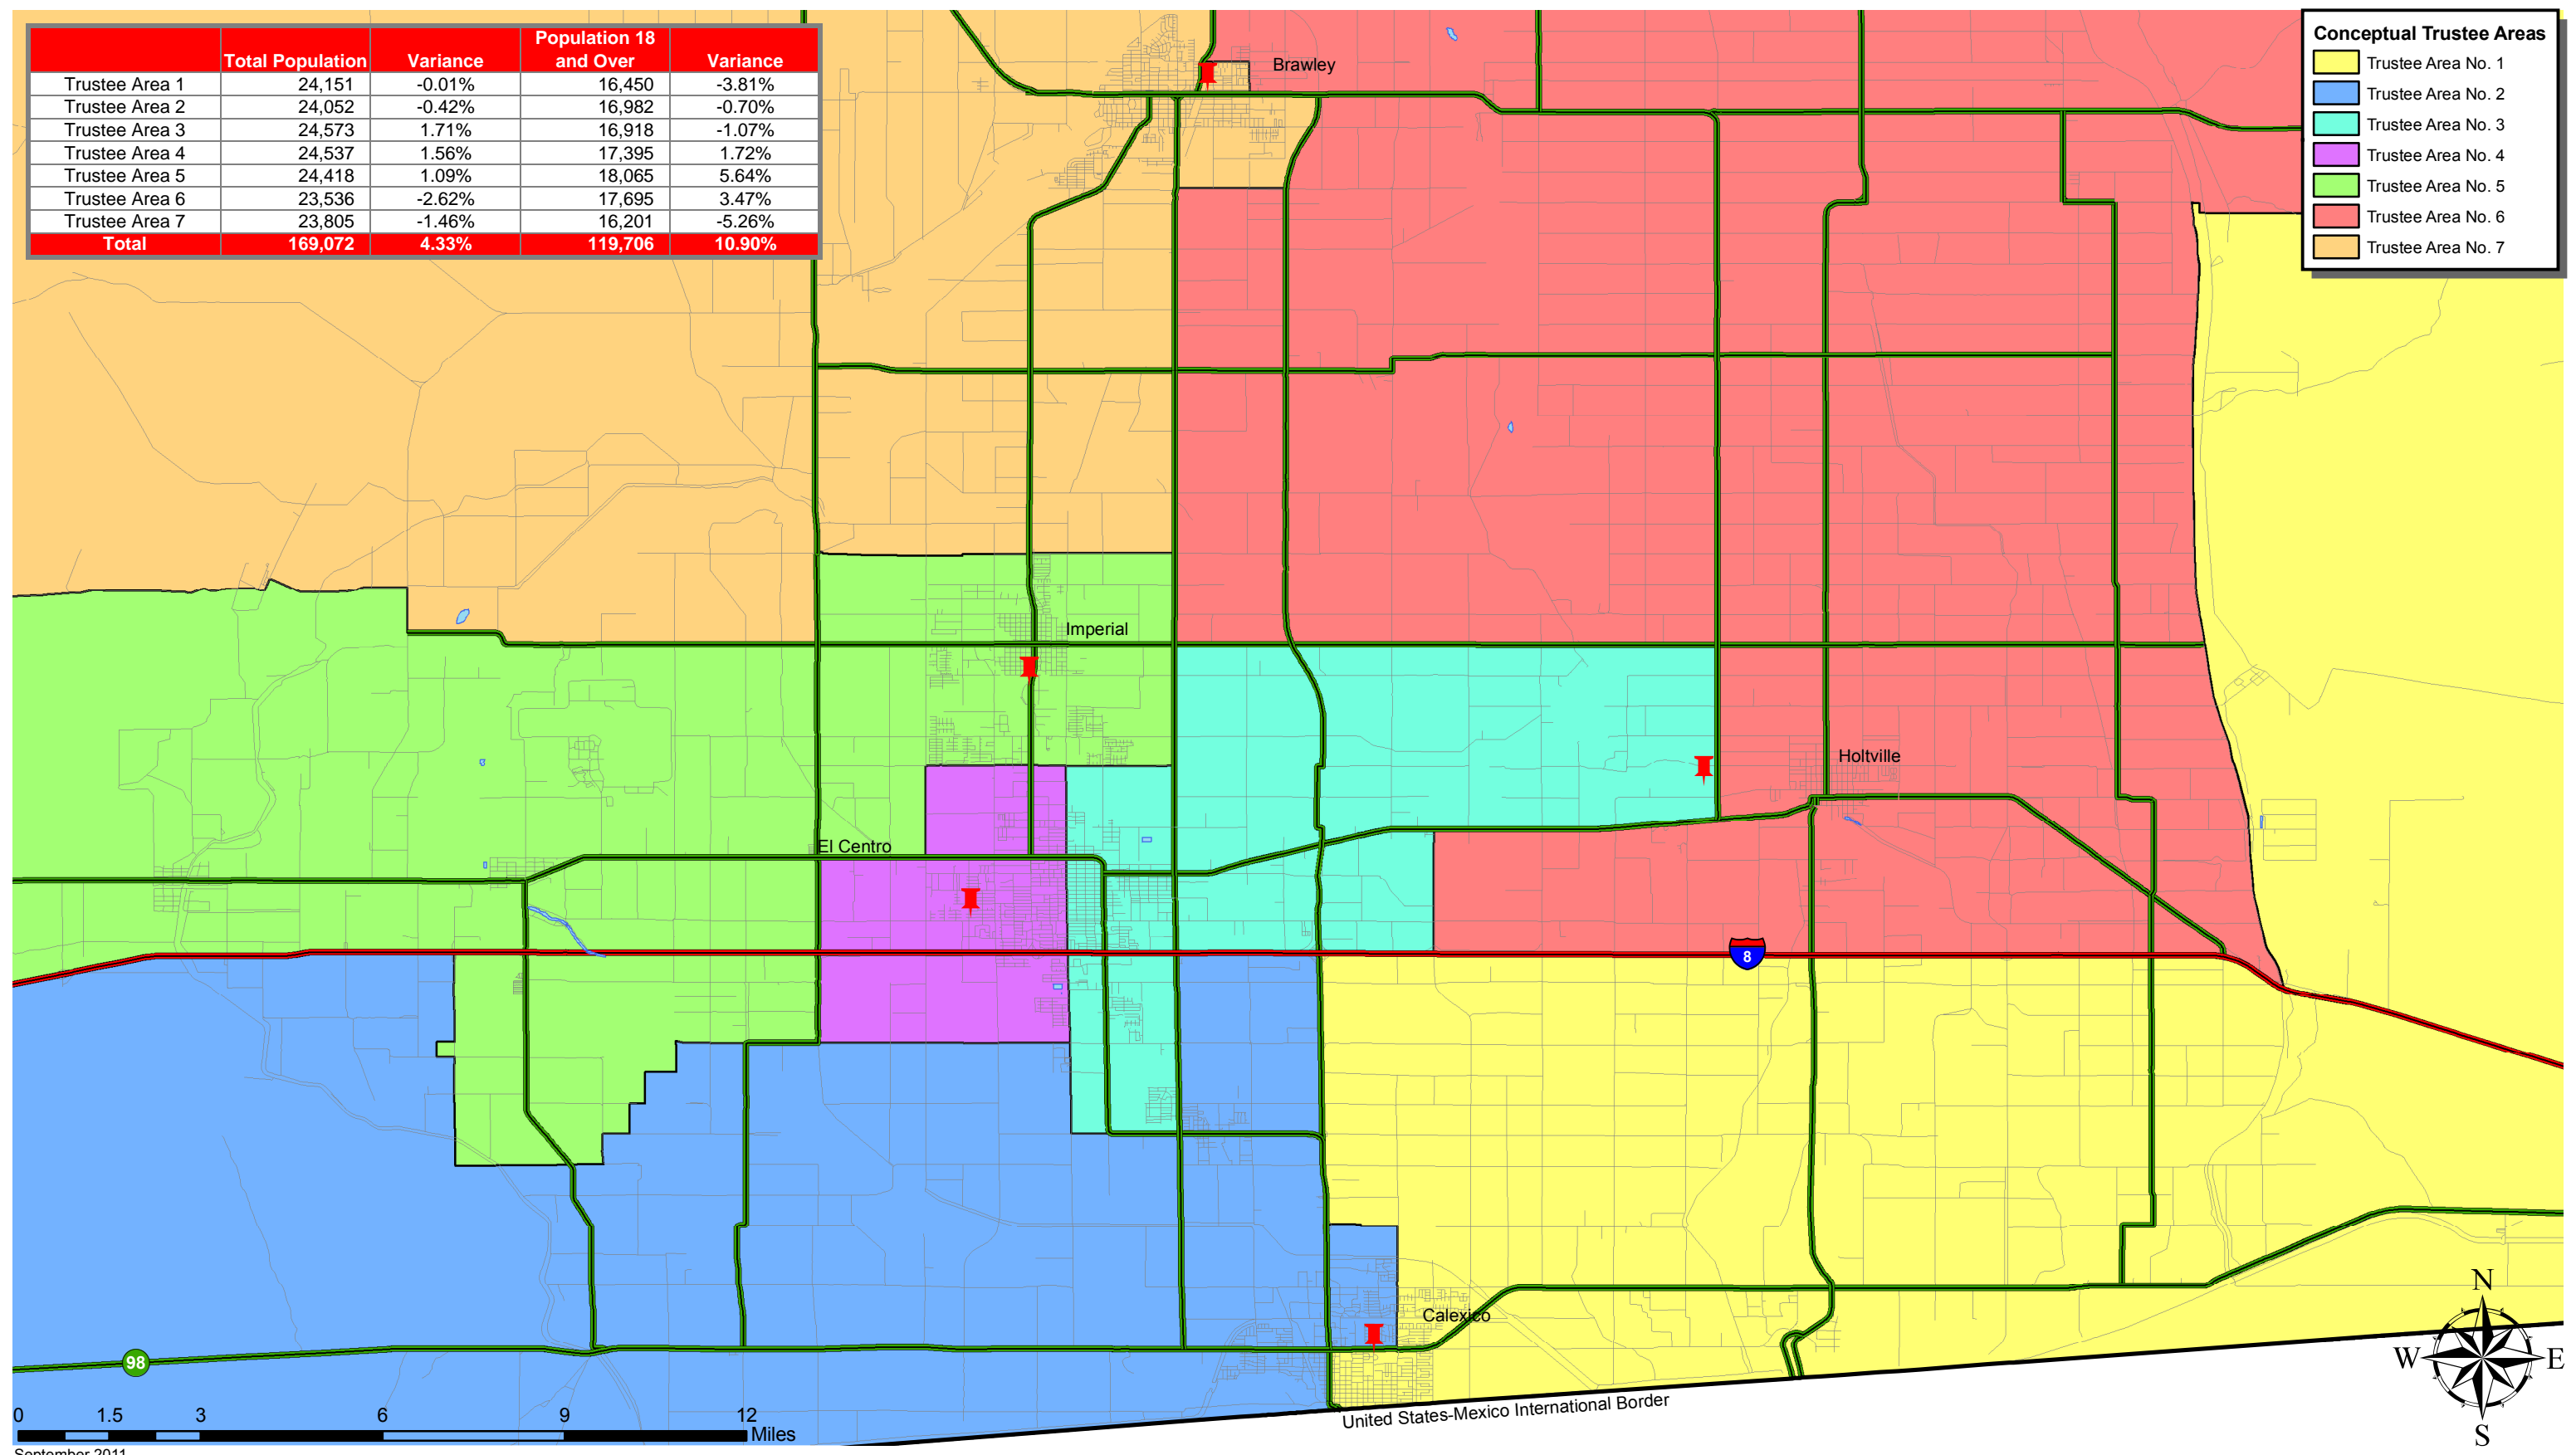 Total Population Variance Population 18 and Over Variance
Trustee Area 1 24,151 -0.01% 16,450 -3.81%
Trustee Area 2 24,052 -0.42% 16,982 -0.70%
Trustee Area 3 24,573 1.71% 16,918 -1.07%
Trustee Area 4 24,537 1.56% 17,395 1.72%
Trustee Area 5 24,418 1.09% 18,065 5.64%
Trustee Area 6 23,536 -2.62% 17,695 3.47%
Trustee Area 7 23,805 -1.46% 16,201 -5.26%
Total 169,072 4.33% 119,706 10.90%
Conceptual Trustee Areas
Trustee Area No. 1
Trustee Area No. 2
Trustee Area No. 3
Trustee Area No. 4
Trustee Area No. 5
Trustee Area No. 6
Trustee Area No. 7
Brawley
Imperial
Holtville
El Centro
8
Calexico
98
United States-Mexico International Border
N
W E
S
0 1.5 3 6 9 12
Miles
September 2011